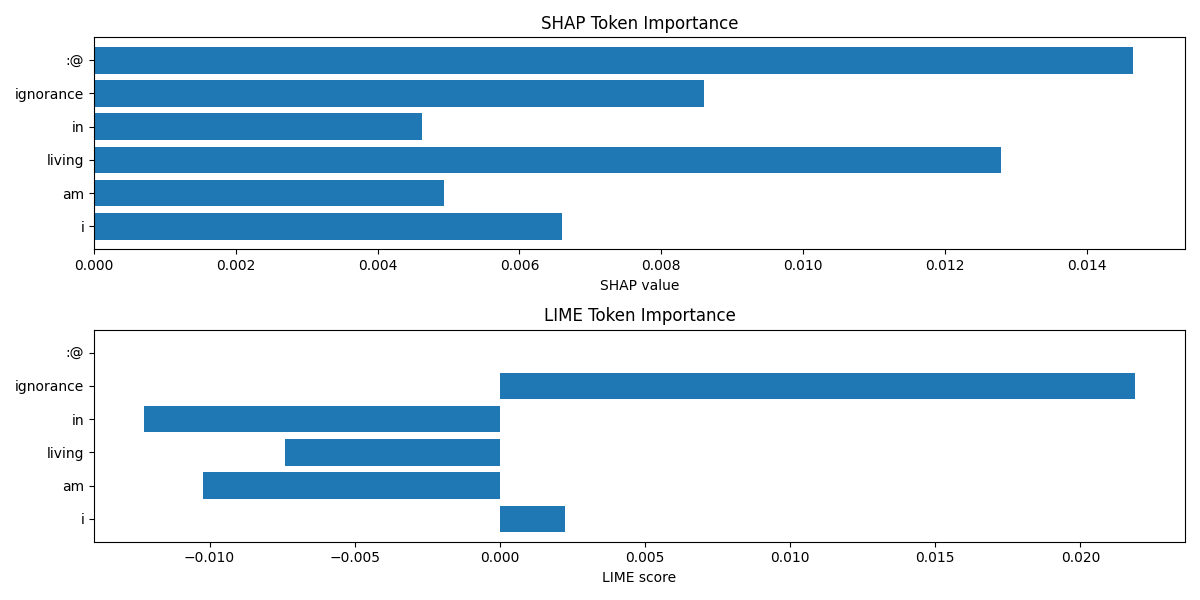 SHAP Token Importance
:@
ignorance
in
living
am
i
0.000 0.002 0.004 0.006 0.008 0.010 0.012 0.014
SHAP value
LIME Token Importance
:@
ignorance
in
living
am
i
−0.010 −0.005 0.000 0.005 0.010 0.015 0.020
LIME score